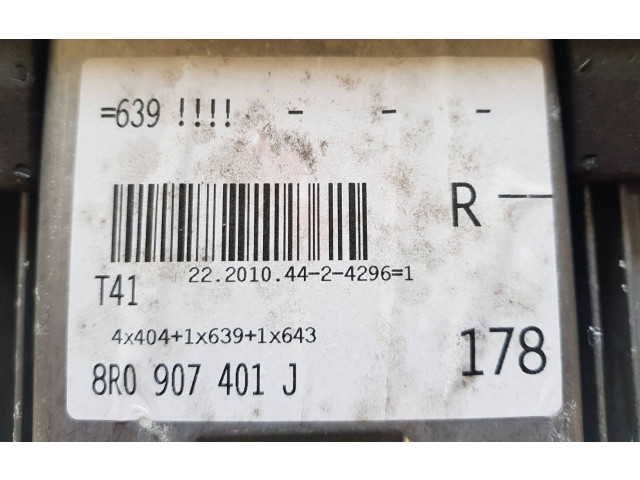 =639 !!!! - - -
R
22.2010.44-2-4296=1
T41
4x404+1x639+1x643
178
8R0 907 401 J